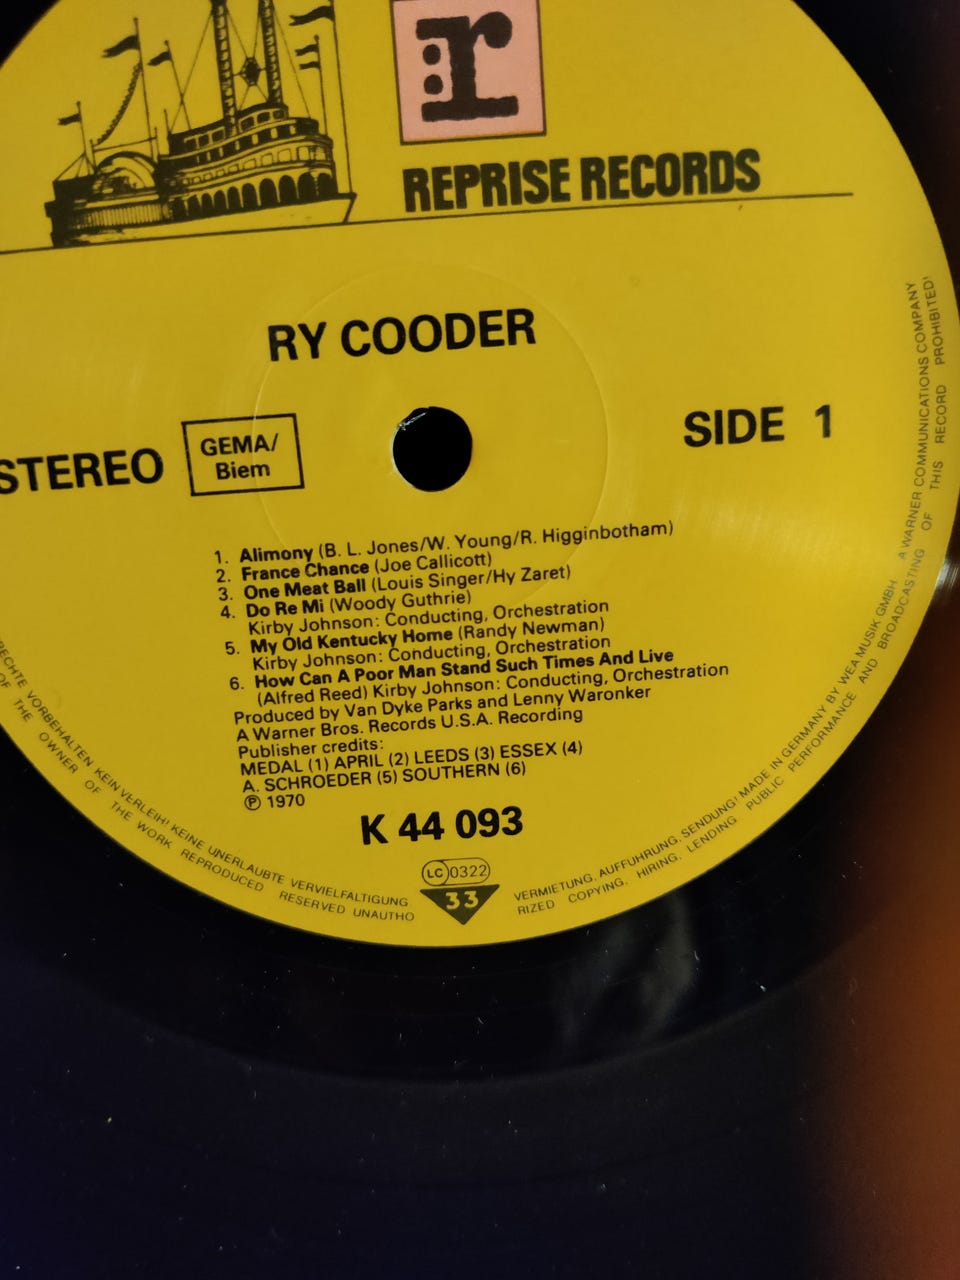 r
REPRISE RECORDS
RY COODER
STEREO
GEMA/
Biem
SIDE 1
1. Alimony (B. L. Jones/W. Young/R. Higginbotham)
2. France Chance (Joe Callicott)
3. One Meat Ball (Louis Singer/Hy Zaret)
4. Do Re Mi (Woody Guthrie)
Kirby Johnson: Conducting, Orchestration
5. My Old Kentucky Home (Randy Newman)
Kirby Johnson: Conducting, Orchestration
6. How Can A Poor Man Stand Such Times And Live
(Alfred Reed) Kirby Johnson: Conducting, Orchestration
Produced by Van Dyke Parks and Lenny Waronker
A Warner Bros. Records U.S.A. Recording
Publisher credits:
MEDAL (1) APRIL (2) LEEDS (3) ESSEX (4)
A. SCHROEDER (5) SOUTHERN (6)
Ⓟ 1970
K 44 093
LC 0322
33
RECHTE VORBEHALTEN KEIN VERLEIH! KEINE UNERLAUBTE VERVIELFALTIGUNG
OF THE OWNER OF THE WORK REPRODUCED RESERVED UNAUTHO
VERMIETUNG, AUFFUHRUNG, SENDUNG! MADE IN GERMANY BY WEA MUSIK GMBH A WARNER COMMUNICATIONS COMPANY
RIZED COPYING, HIRING, LENDING PUBLIC PERFORMANCE AND BROADCASTING OF THIS RECORD PROHIBITED!